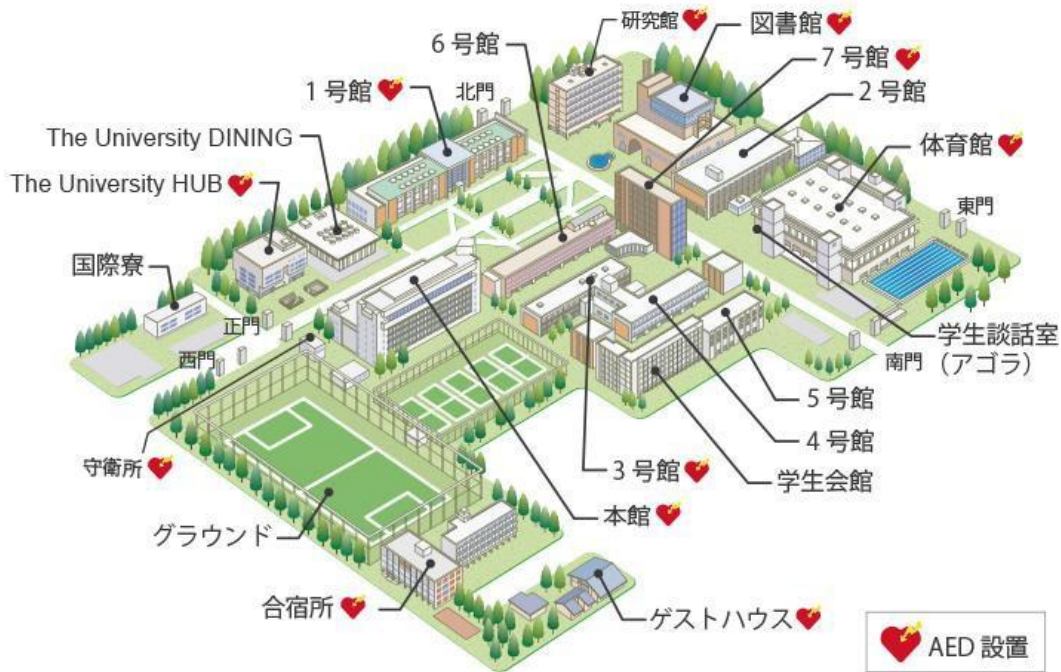 研究館
図書館
6号館
7号館
1号館
北門
2号館
The University DINING
体育館
The University HUB
東門
国際寮
正門
西門
学生談話室
(アゴラ)
南門
5号館
4号館
守衛所
3号館
学生会館
グラウンド
本館
合宿所
ゲストハウス
AED 設置